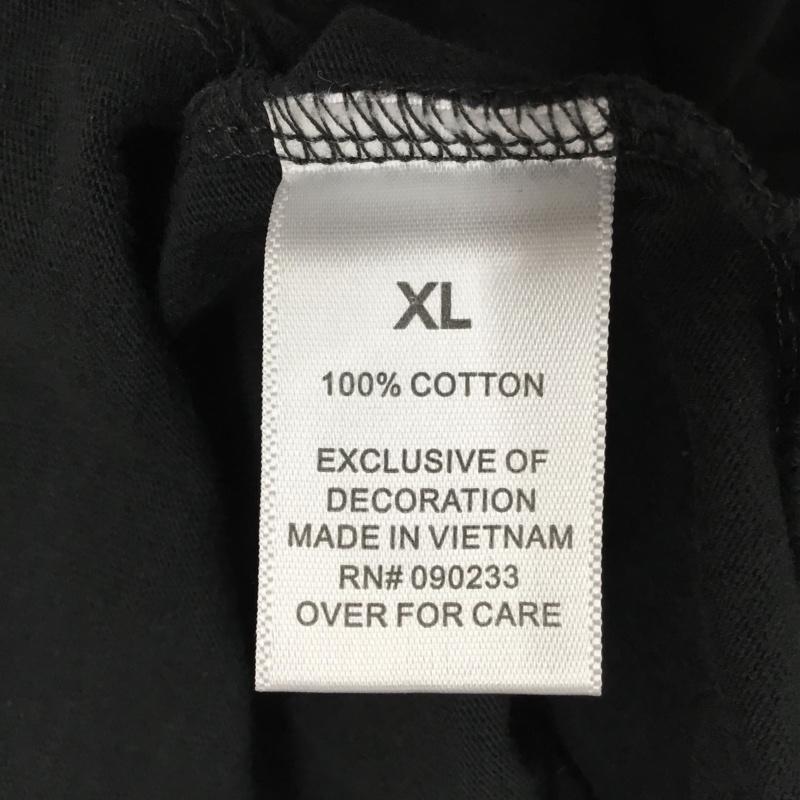 XL
100% COTTON
EXCLUSIVE OF
DECORATION
MADE IN VIETNAM
RN# 090233
OVER FOR CARE